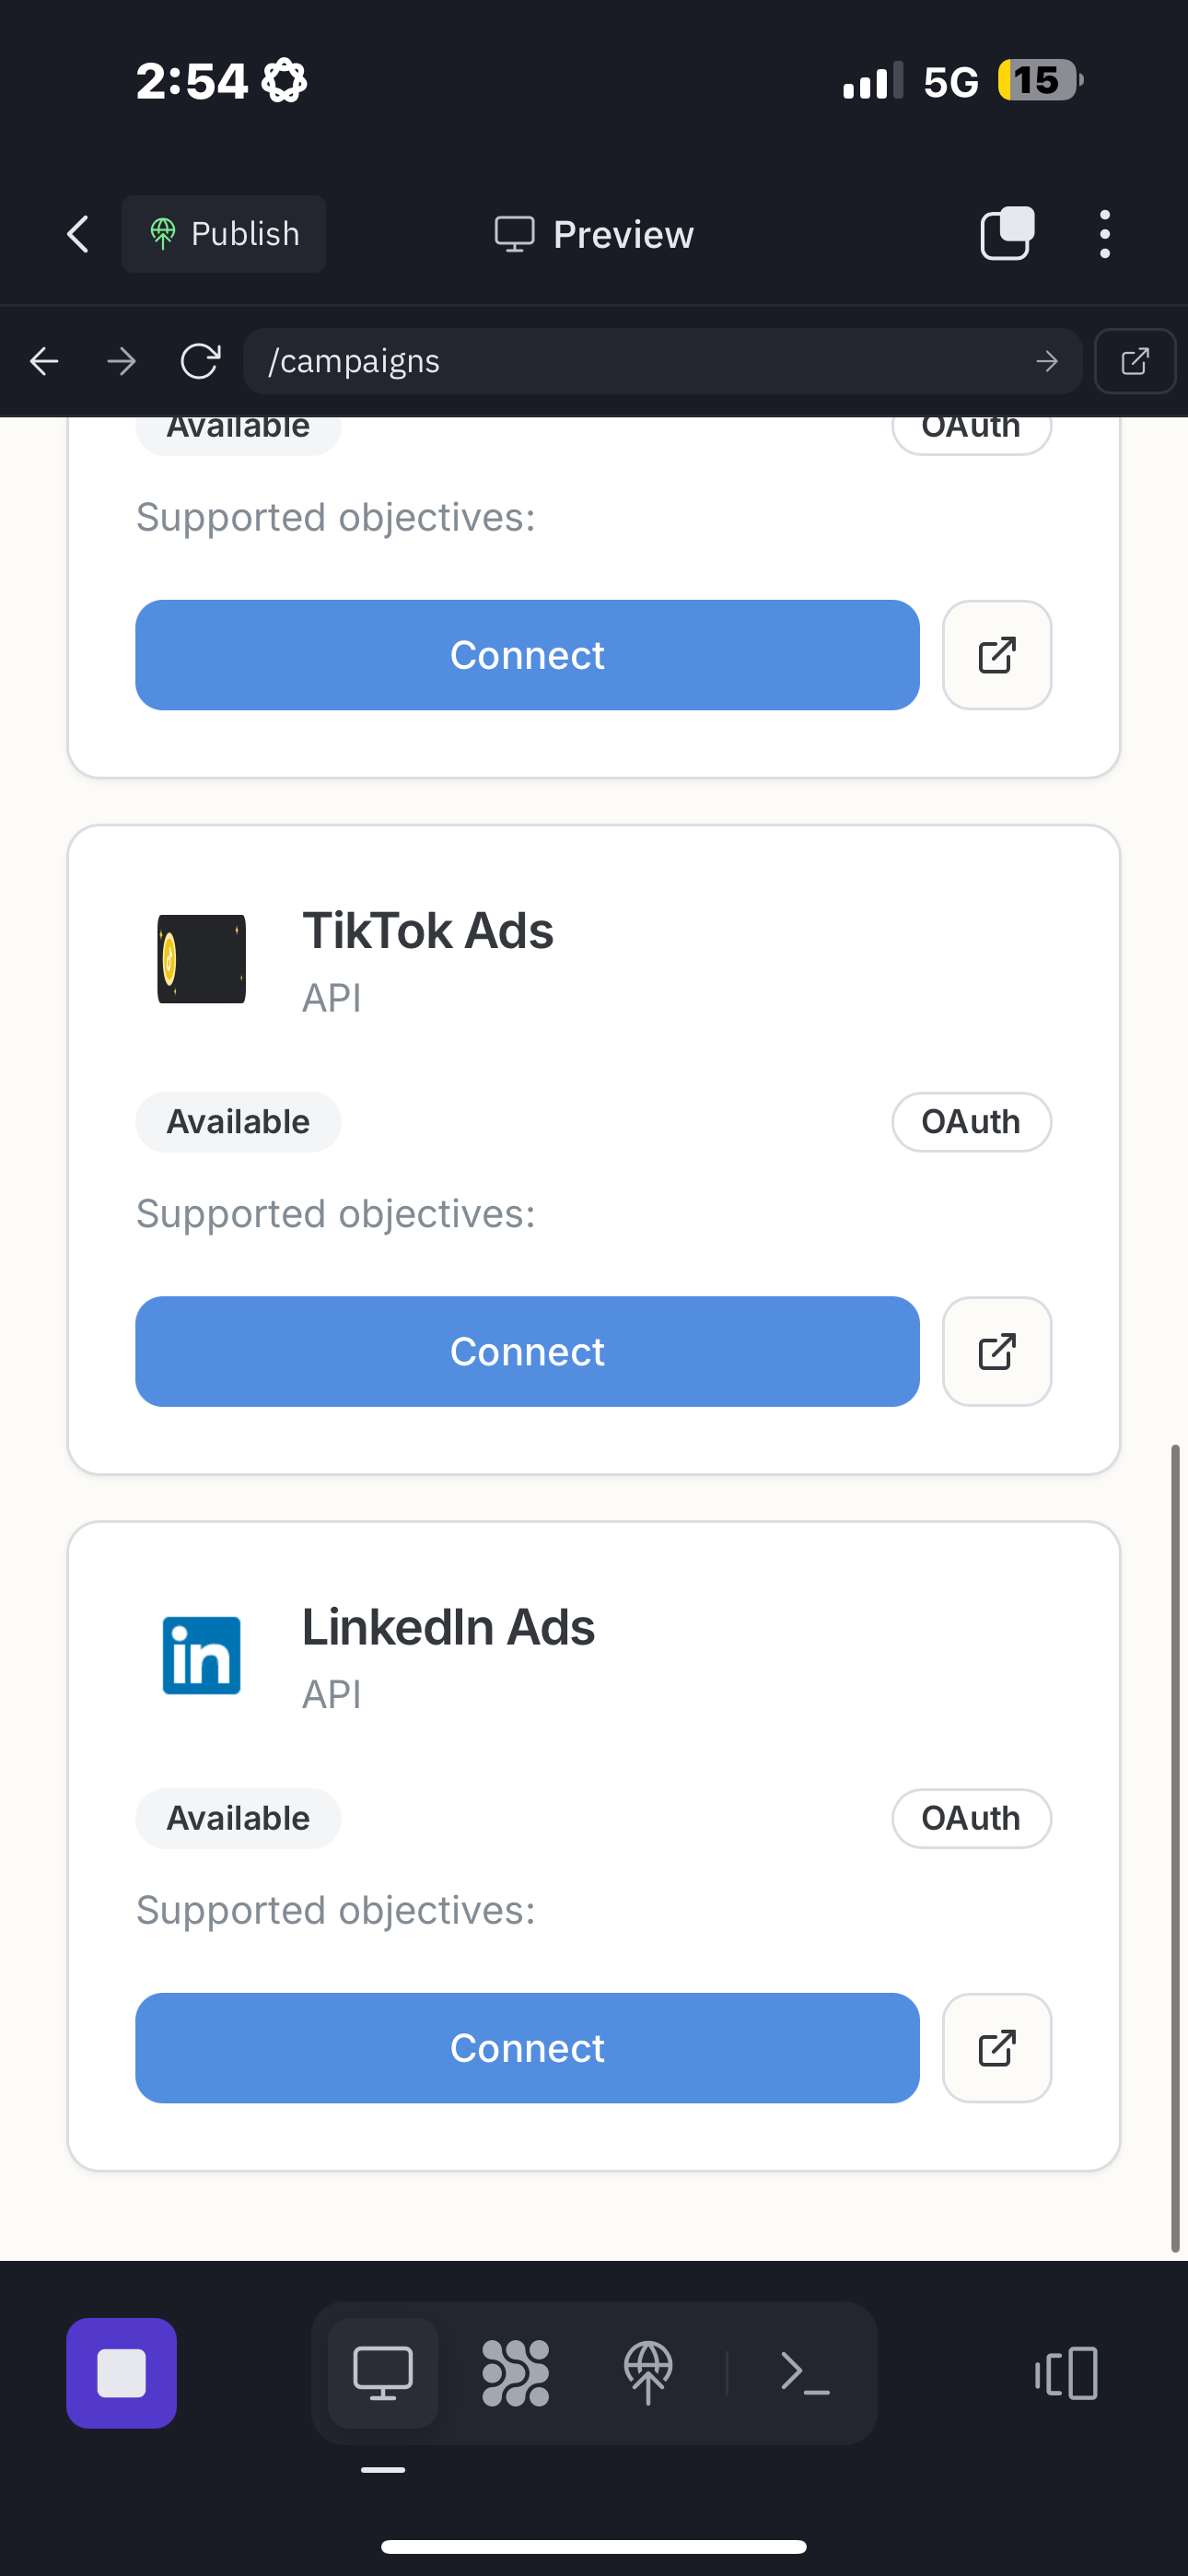 2:54
5G
15
Publish
Preview
/campaigns
Available
OAuth
Supported objectives:
Connect
TikTok Ads
API
Available
OAuth
Supported objectives:
Connect
in
LinkedIn Ads
API
Available
OAuth
Supported objectives:
Connect